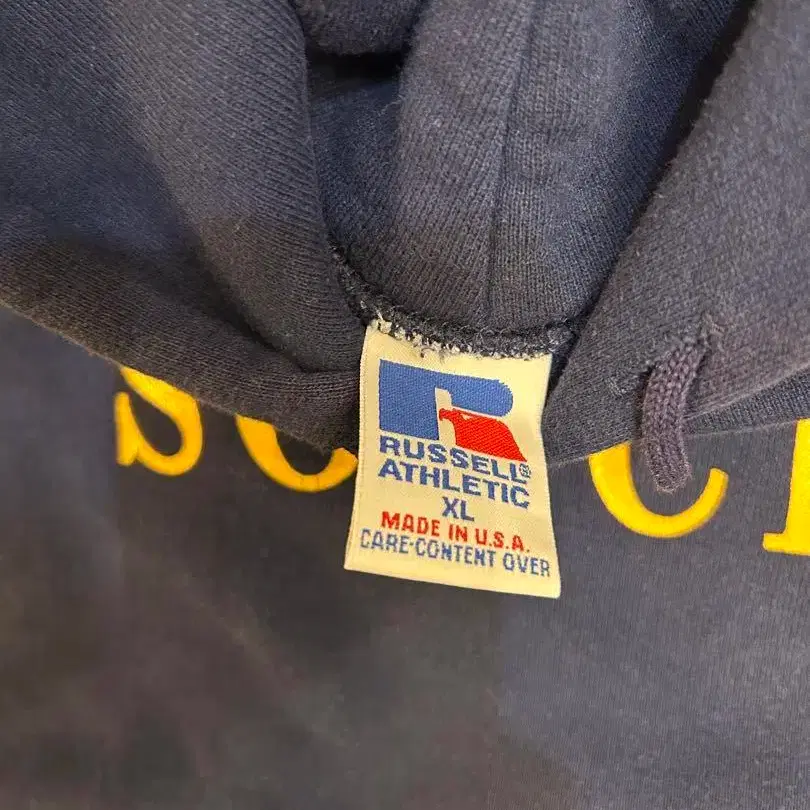 RUSSELL®
ATHLETIC
XL
MADE IN U.S.A.
CARE-CONTENT OVER